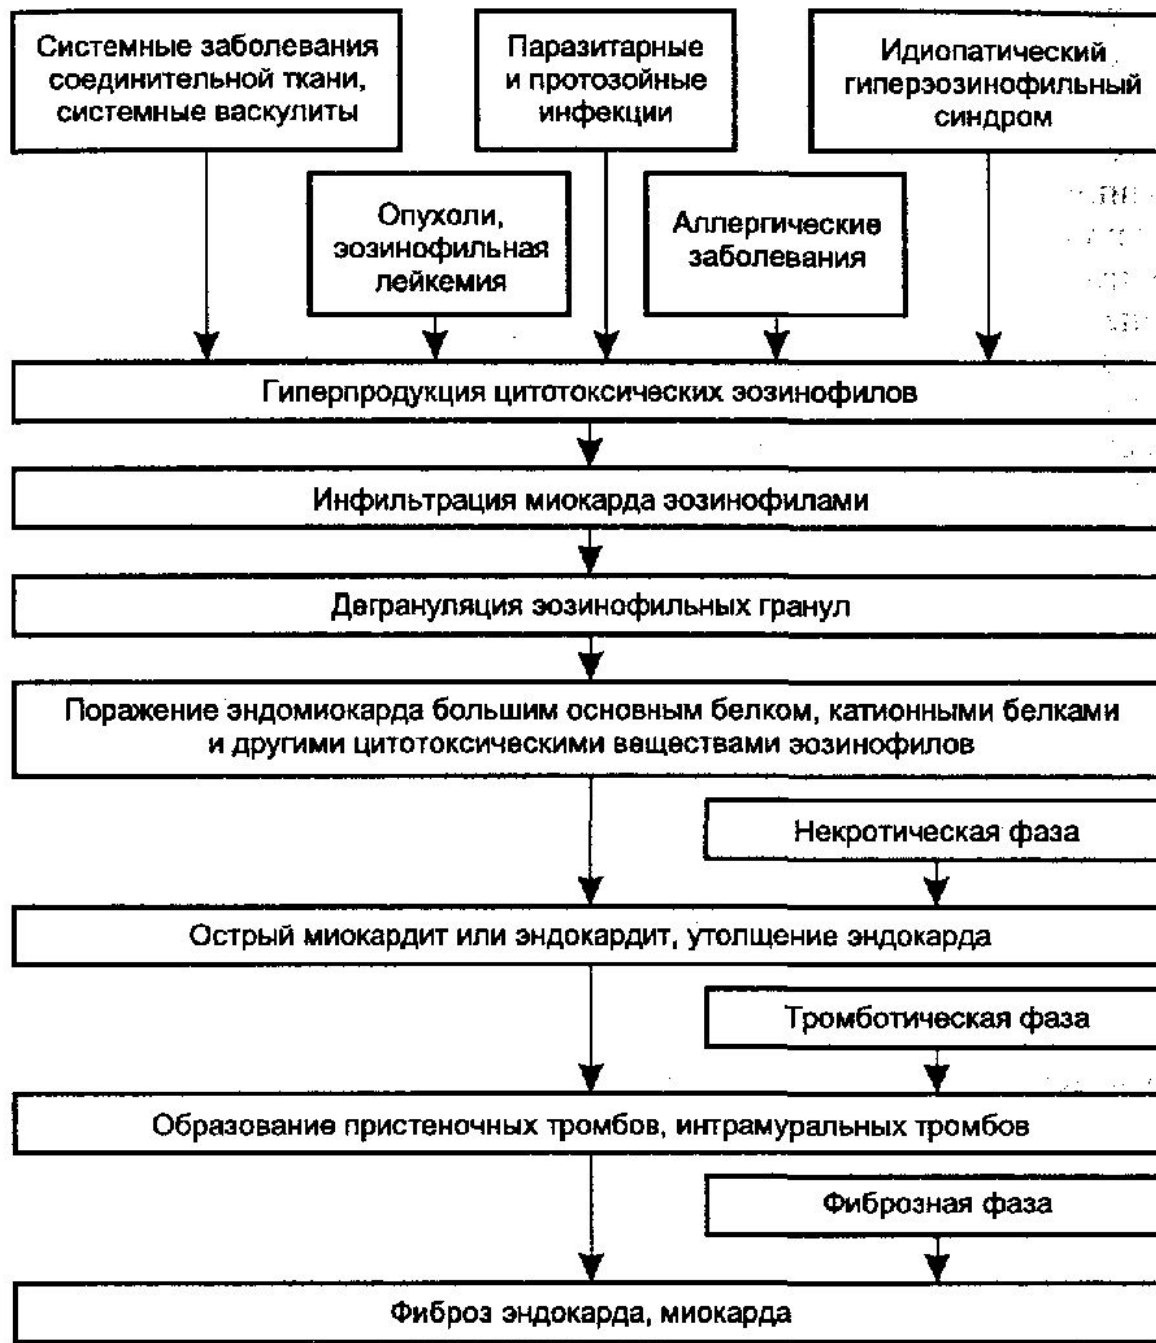 Системные заболевания
соединительной ткани,
системные васкулиты
Паразитарные
и протозойные
инфекции
Идиопатический
гиперэозинофильный
синдром
Опухоли,
эозинофильная
лейкемия
Аллергические
заболевания
Гиперпродукция цитотоксических эозинофилов
Инфильтрация миокарда эозинофилами
Дегрануляция эозинофильных гранул
Поражение эндомиокарда большим основным белком, катионными белками
и другими цитотоксическими веществами эозинофилов
Некротическая фаза
Острый миокардит или эндокардит, утолщение эндокарда
Тромботическая фаза
Образование пристеночных тромбов, интрамуральных тромбов
Фиброзная фаза
Фиброз эндокарда, миокарда